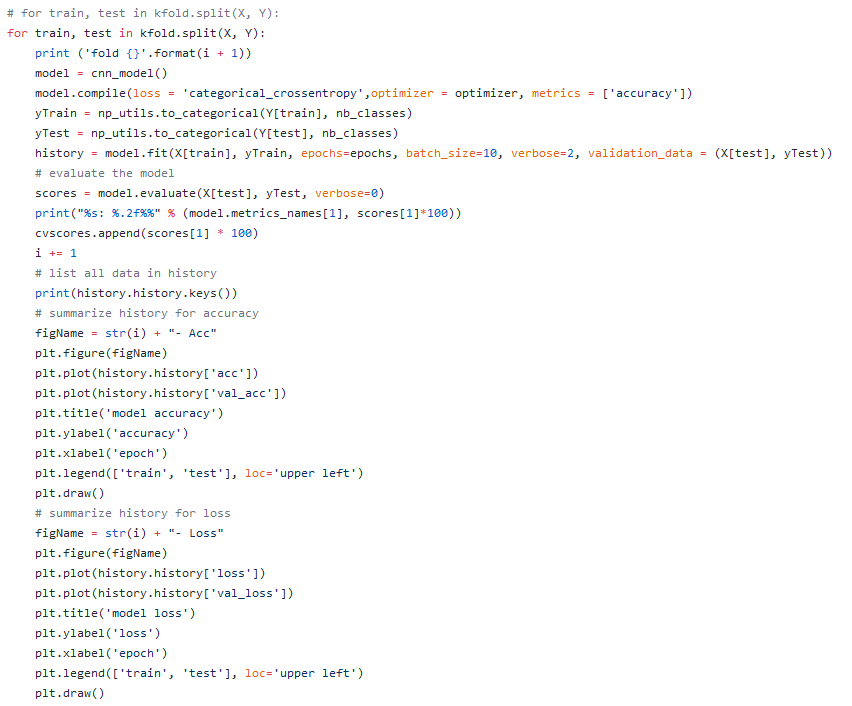 # for train, test in kfold.split(X, Y):
for train, test in kfold.split(X, Y):
    print ('fold {}'.format(i + 1))
    model = cnn_model()
    model.compile(loss = 'categorical_crossentropy',optimizer = optimizer, metrics = ['accuracy'])
    yTrain = np_utils.to_categorical(Y[train], nb_classes)
    yTest = np_utils.to_categorical(Y[test], nb_classes)
    history = model.fit(X[train], yTrain, epochs=epochs, batch_size=10, verbose=2, validation_data = (X[test], yTest))
    # evaluate the model
    scores = model.evaluate(X[test], yTest, verbose=0)
    print("%s: %.2f%%" % (model.metrics_names[1], scores[1]*100))
    cvscores.append(scores[1] * 100)
    i += 1
    # list all data in history
    print(history.history.keys())
    # summarize history for accuracy
    figName = str(i) + "- Acc"
    plt.figure(figName)
    plt.plot(history.history['acc'])
    plt.plot(history.history['val_acc'])
    plt.title('model accuracy')
    plt.ylabel('accuracy')
    plt.xlabel('epoch')
    plt.legend(['train', 'test'], loc='upper left')
    plt.draw()
    # summarize history for loss
    figName = str(i) + "- Loss"
    plt.figure(figName)
    plt.plot(history.history['loss'])
    plt.plot(history.history['val_loss'])
    plt.title('model loss')
    plt.ylabel('loss')
    plt.xlabel('epoch')
    plt.legend(['train', 'test'], loc='upper left')
    plt.draw()